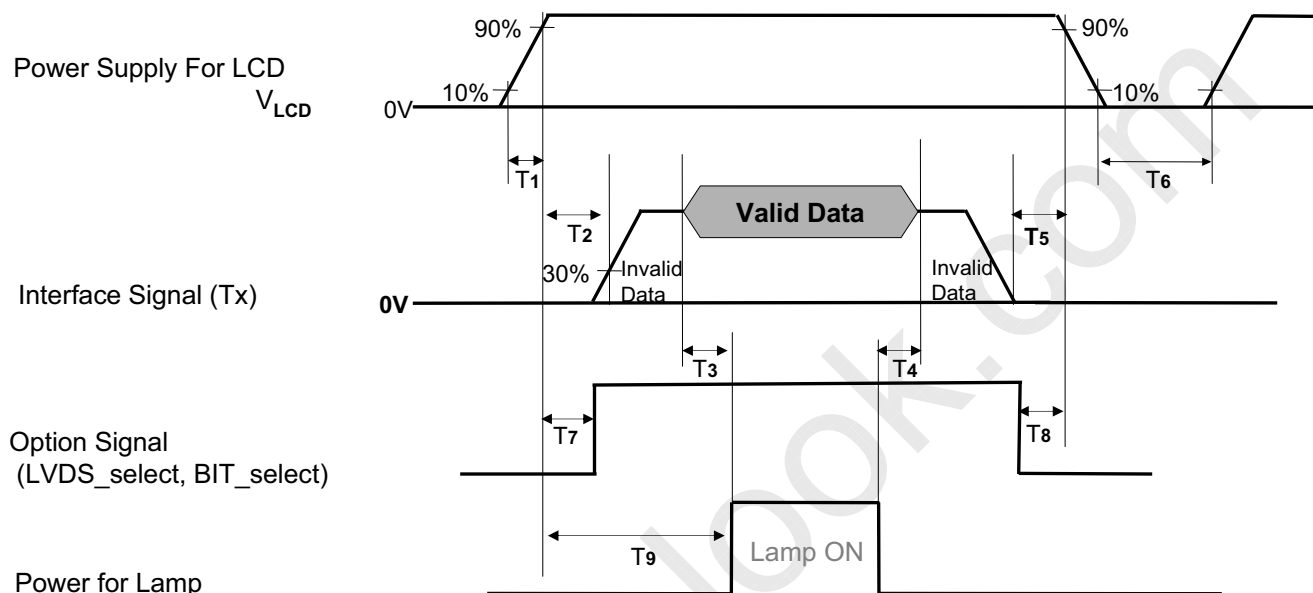 90%
90%
Power Supply For LCD
VLCD
10%
0V
10%
T1
T6
Valid Data
T2
T5
30%
Invalid
Data
Invalid
Data
Interface Signal (Tx)
0V
T3
T4
Option Signal
(LVDS_select, BIT_select)
T7
T8
T9
Lamp ON
Power for Lamp
look.com